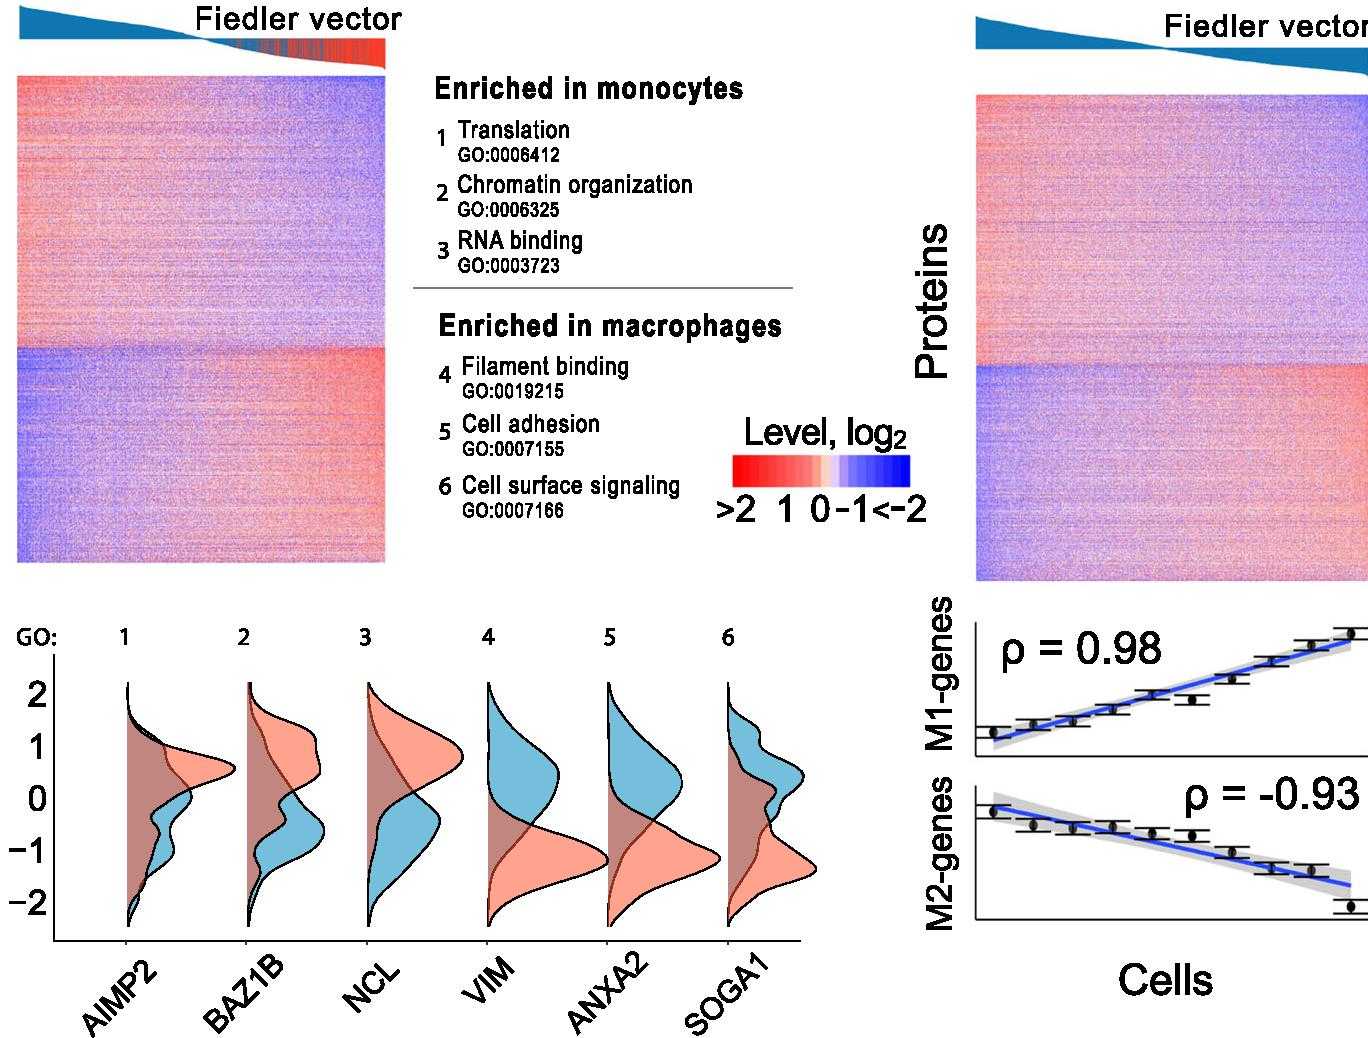 Fiedler vector
Enriched in monocytes
1 Translation
GO:0006412
2 Chromatin organization
GO:0006325
3 RNA binding
GO:0003723
Enriched in macrophages
4 Filament binding
GO:0019215
5 Cell adhesion
GO:0007155
6 Cell surface signaling
GO:0007166
Level, log2
>2 1 0 -1 <-2
Fiedler vector
Proteins
GO: 1 2 3 4 5 6
2
1
0
−1
−2
AIMP2 BAZ1B NCL VIM ANXA2 SOGA1
M1-genes
ρ = 0.98
M2-genes
ρ = -0.93
Cells